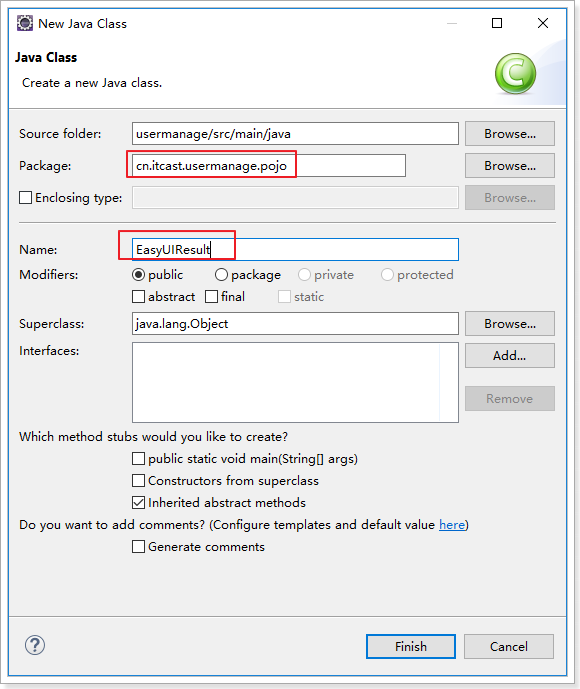 New Java Class
Java Class
Create a new Java class.
C
Source folder: usermanage/src/main/java Browse...
Package: cn.itcast.usermanage.pojo Browse...
Enclosing type: Browse...
Name: EasyUIResult
Modifiers: public package private protected
abstract final static
Superclass: java.lang.Object Browse...
Interfaces: Add...
Remove
Which method stubs would you like to create?
public static void main(String[] args)
Constructors from superclass
Inherited abstract methods
Do you want to add comments? (Configure templates and default value here)
Generate comments
? Finish Cancel